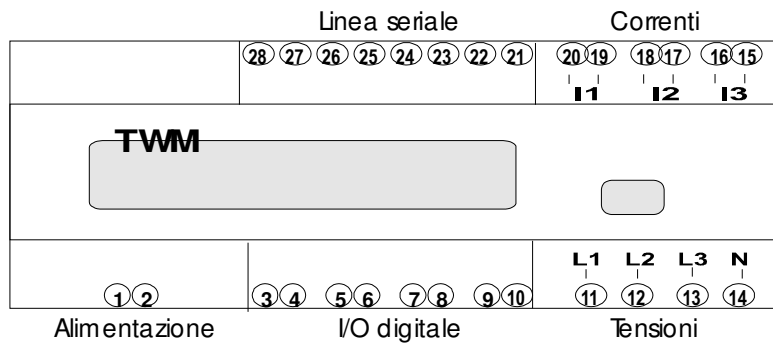 Linea seriale Correnti
28 27 26 25 24 23 22 21 20 19 18 17 16 15
I1 I2 I3
TWM
L1 L2 L3 N
1 2 3 4 5 6 7 8 9 10 11 12 13 14
Alimentazione I/O digitale Tensioni